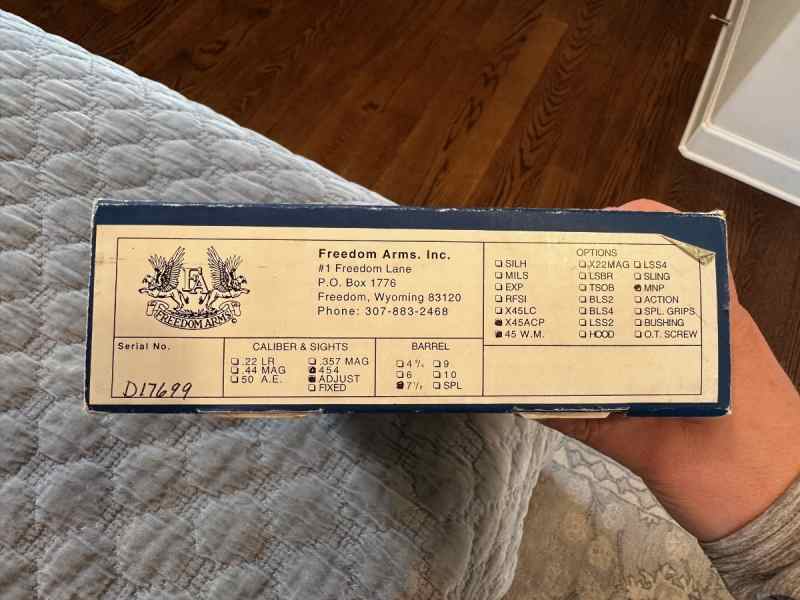 FA
FREEDOM ARMS
Freedom Arms. Inc.
#1 Freedom Lane
P.O. Box 1776
Freedom, Wyoming 83120
Phone: 307-883-2468
OPTIONS
SILH
MILS
EXP
RFSI
X45LC
X45ACP
45 W.M.
X22MAG
LSBR
TSOB
BLS2
BLS4
LSS2
HOOD
LSS4
SLING
MNP
ACTION
SPL. GRIPS
BUSHING
O.T. SCREW
Serial No.
D17699
CALIBER & SIGHTS
.22 LR
.44 MAG
50 A.E.
.357 MAG
454
ADJUST
FIXED
BARREL
6
7½
9
10
SPL